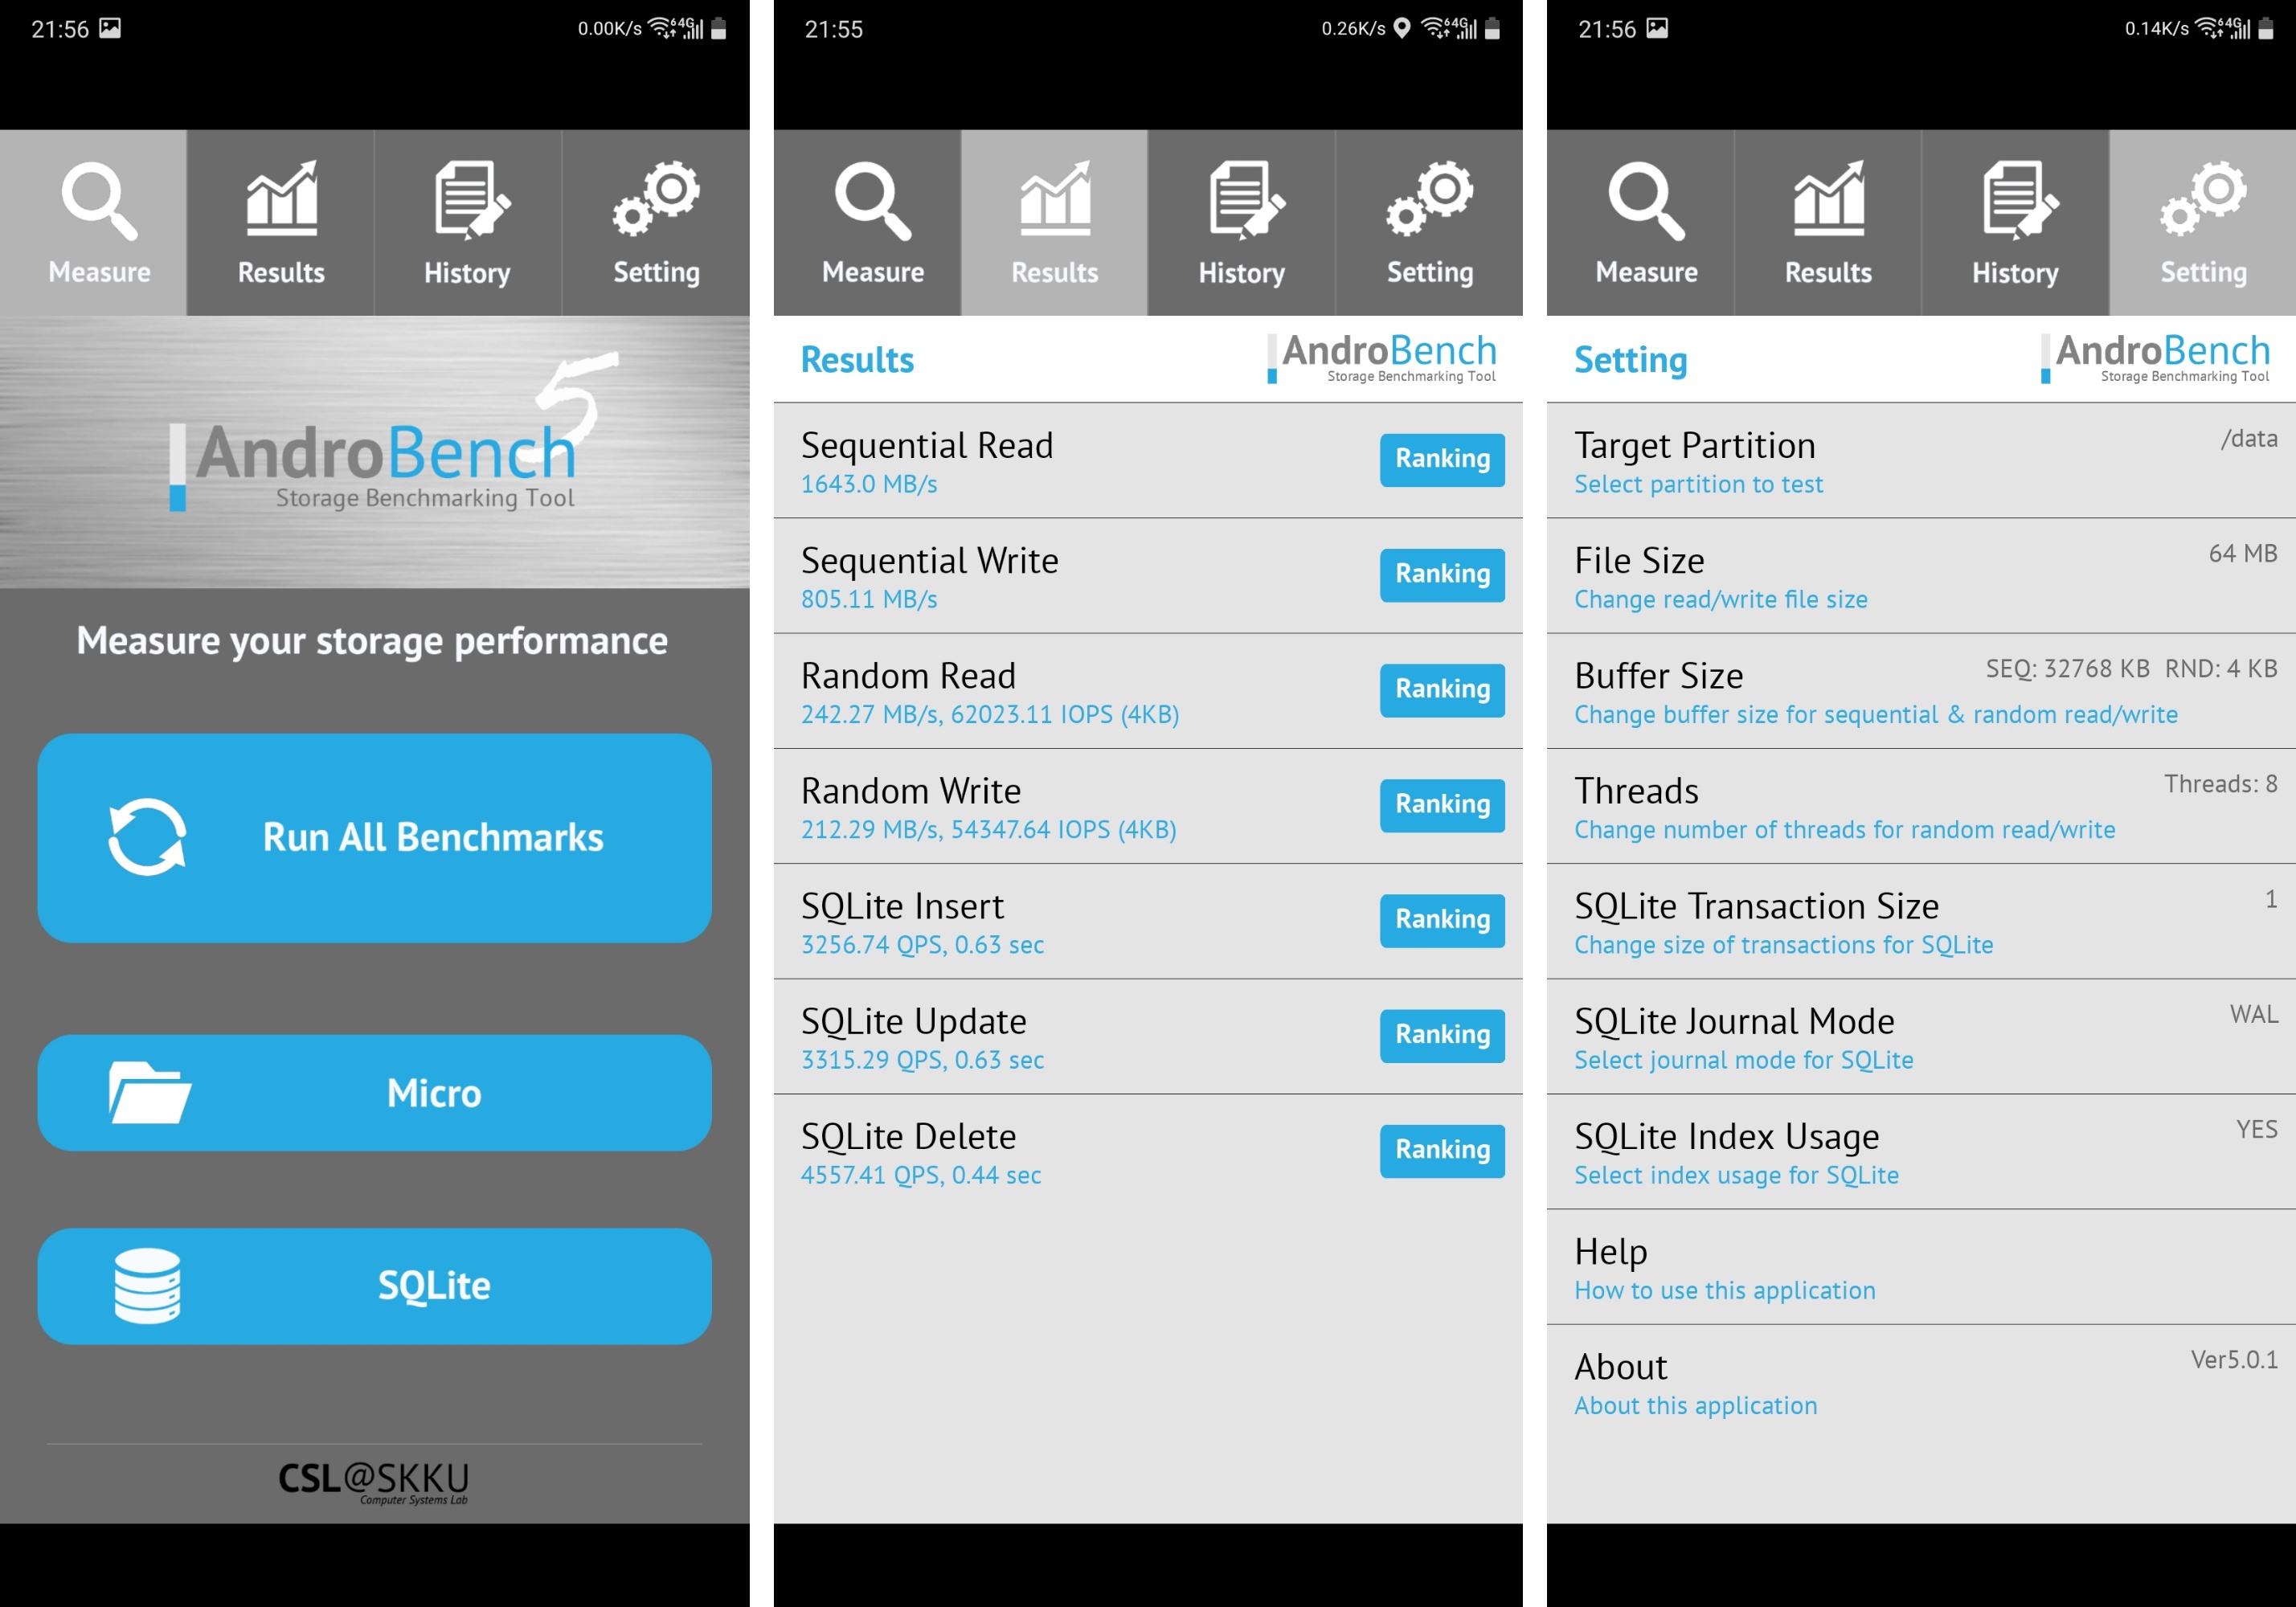 21:56 0.00K/s 64G
Measure Results History Setting
5
AndroBench
Storage Benchmarking Tool
Measure your storage performance
Run All Benchmarks
Micro
SQLite
CSL@SKKU
Computer Systems Lab
21:55 0.26K/s 64G
Measure Results History Setting
Results AndroBench
Storage Benchmarking Tool
Sequential Read Ranking
1643.0 MB/s
Sequential Write Ranking
805.11 MB/s
Random Read Ranking
242.27 MB/s, 62023.11 IOPS (4KB)
Random Write Ranking
212.29 MB/s, 54347.64 IOPS (4KB)
SQLite Insert Ranking
3256.74 QPS, 0.63 sec
SQLite Update Ranking
3315.29 QPS, 0.63 sec
SQLite Delete Ranking
4557.41 QPS, 0.44 sec
21:56 0.14K/s 64G
Measure Results History Setting
Setting AndroBench
Storage Benchmarking Tool
Target Partition /data
Select partition to test
File Size 64 MB
Change read/write file size
Buffer Size SEQ: 32768 KB RND: 4 KB
Change buffer size for sequential & random read/write
Threads Threads: 8
Change number of threads for random read/write
SQLite Transaction Size 1
Change size of transactions for SQLite
SQLite Journal Mode WAL
Select journal mode for SQLite
SQLite Index Usage YES
Select index usage for SQLite
Help
How to use this application
About Ver5.0.1
About this application